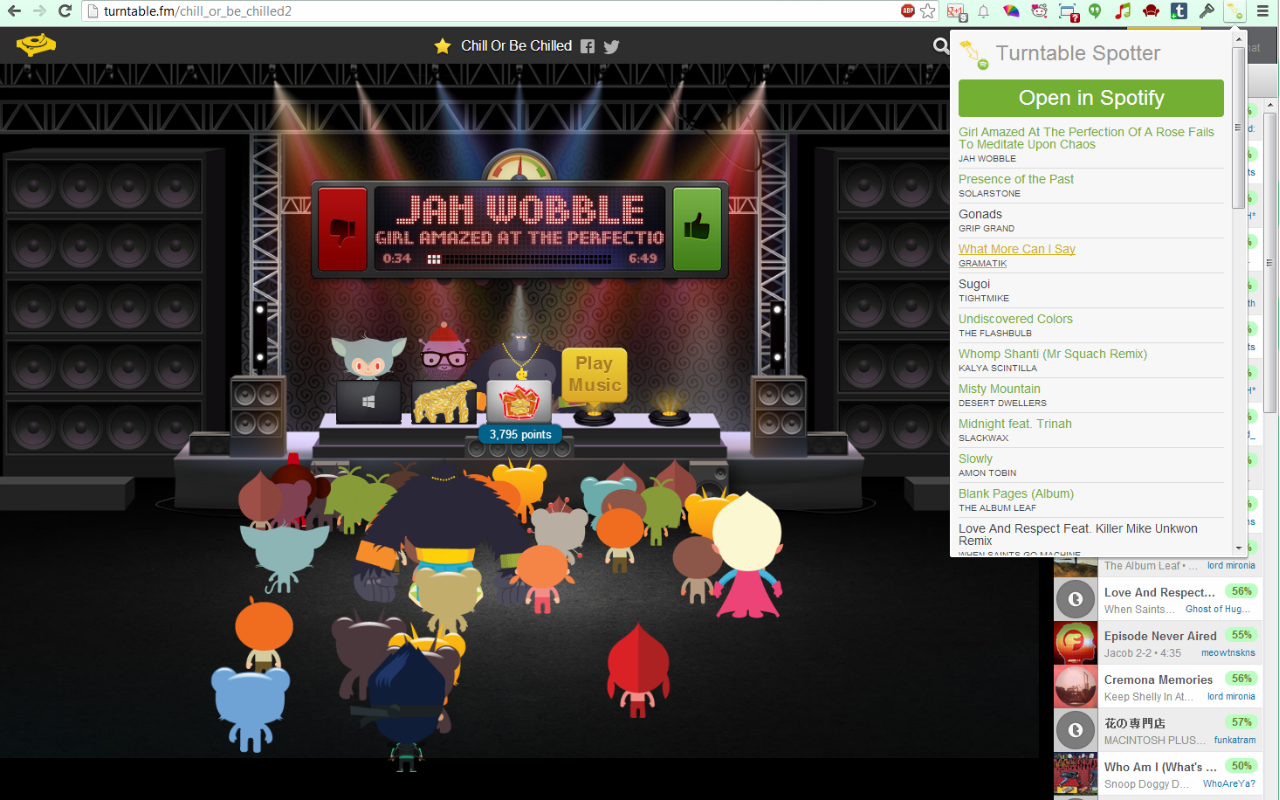 turntable.fm/chill_or_be_chilled2
ABP
Chill Or Be Chilled
hat
Turntable Spotter
Open in Spotify
Girl Amazed At The Perfection Of A Rose Fails
To Meditate Upon Chaos
JAH WOBBLE
Presence of the Past
SOLARSTONE
Gonads
GRIP GRAND
What More Can I Say
GRAMATIK
Sugoi
TIGHTMIKE
Undiscovered Colors
THE FLASHBULB
Whomp Shanti (Mr Squach Remix)
KALYA SCINTILLA
Misty Mountain
DESERT DWELLERS
Midnight feat. Trinah
SLACKWAX
Slowly
AMON TOBIN
Blank Pages (Album)
THE ALBUM LEAF
Love And Respect Feat. Killer Mike Unkwon
Remix
WHEN SAINTS GO MACHINE
JAH WOBBLE
GIRL AMAZED AT THE PERFECTIO
0:34
6:49
Play
Music
3,795 points
The Album Leaf • ...
lord mironia
Love And Respect...
56%
When Saints...
Ghost of Hug...
Episode Never Aired
55%
Jacob 2-2 • 4:35
meowtnskns
Cremona Memories
56%
Keep Shelly In At...
lord mironia
花の専門店
57%
MACINTOSH PLUS...
funkatram
Who Am I (What's ...
50%
Snoop Doggy D...
WhoAreYa?